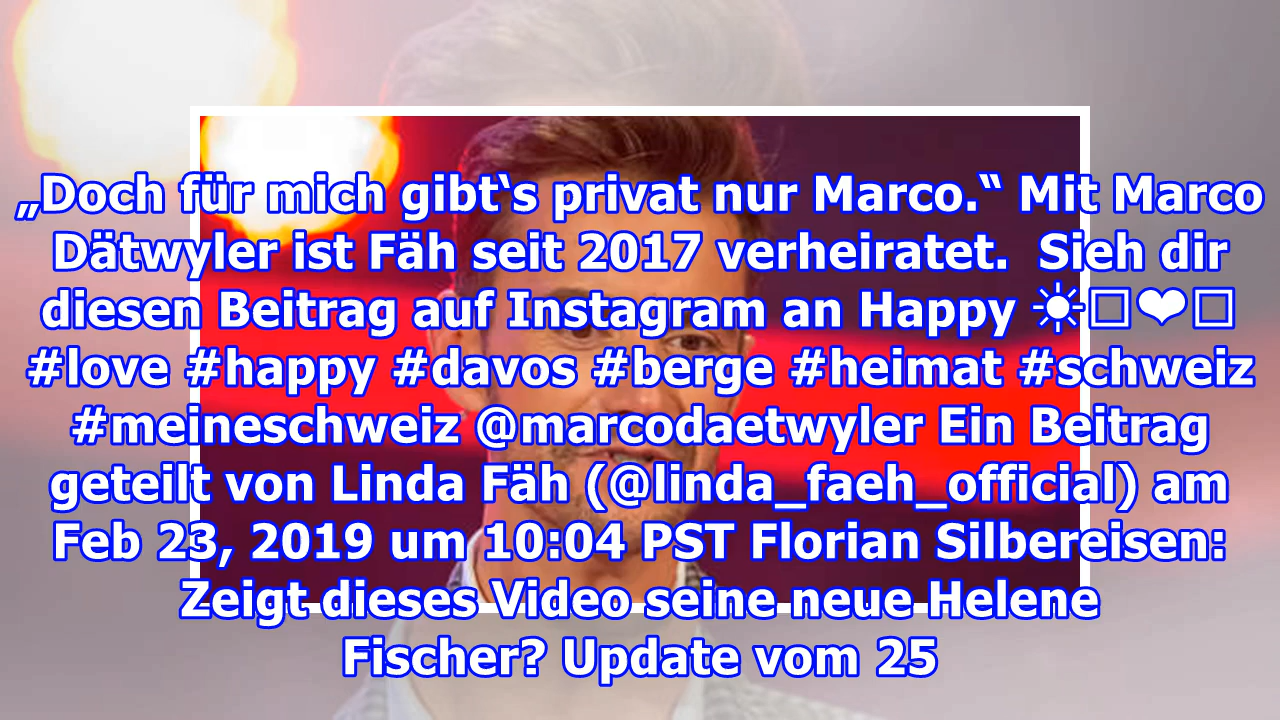 „Doch für mich gibt‘s privat nur Marco.“ Mit Marco
Dätwyler ist Fäh seit 2017 verheiratet.  Sieh dir
diesen Beitrag auf Instagram an Happy ☀□❤□
#love #happy #davos #berge #heimat #schweiz
#meineschweiz @marcodaetwyler Ein Beitrag
geteilt von Linda Fäh (@linda_faeh_official) am
Feb 23, 2019 um 10:04 PST Florian Silbereisen:
Zeigt dieses Video seine neue Helene
Fischer? Update vom 25